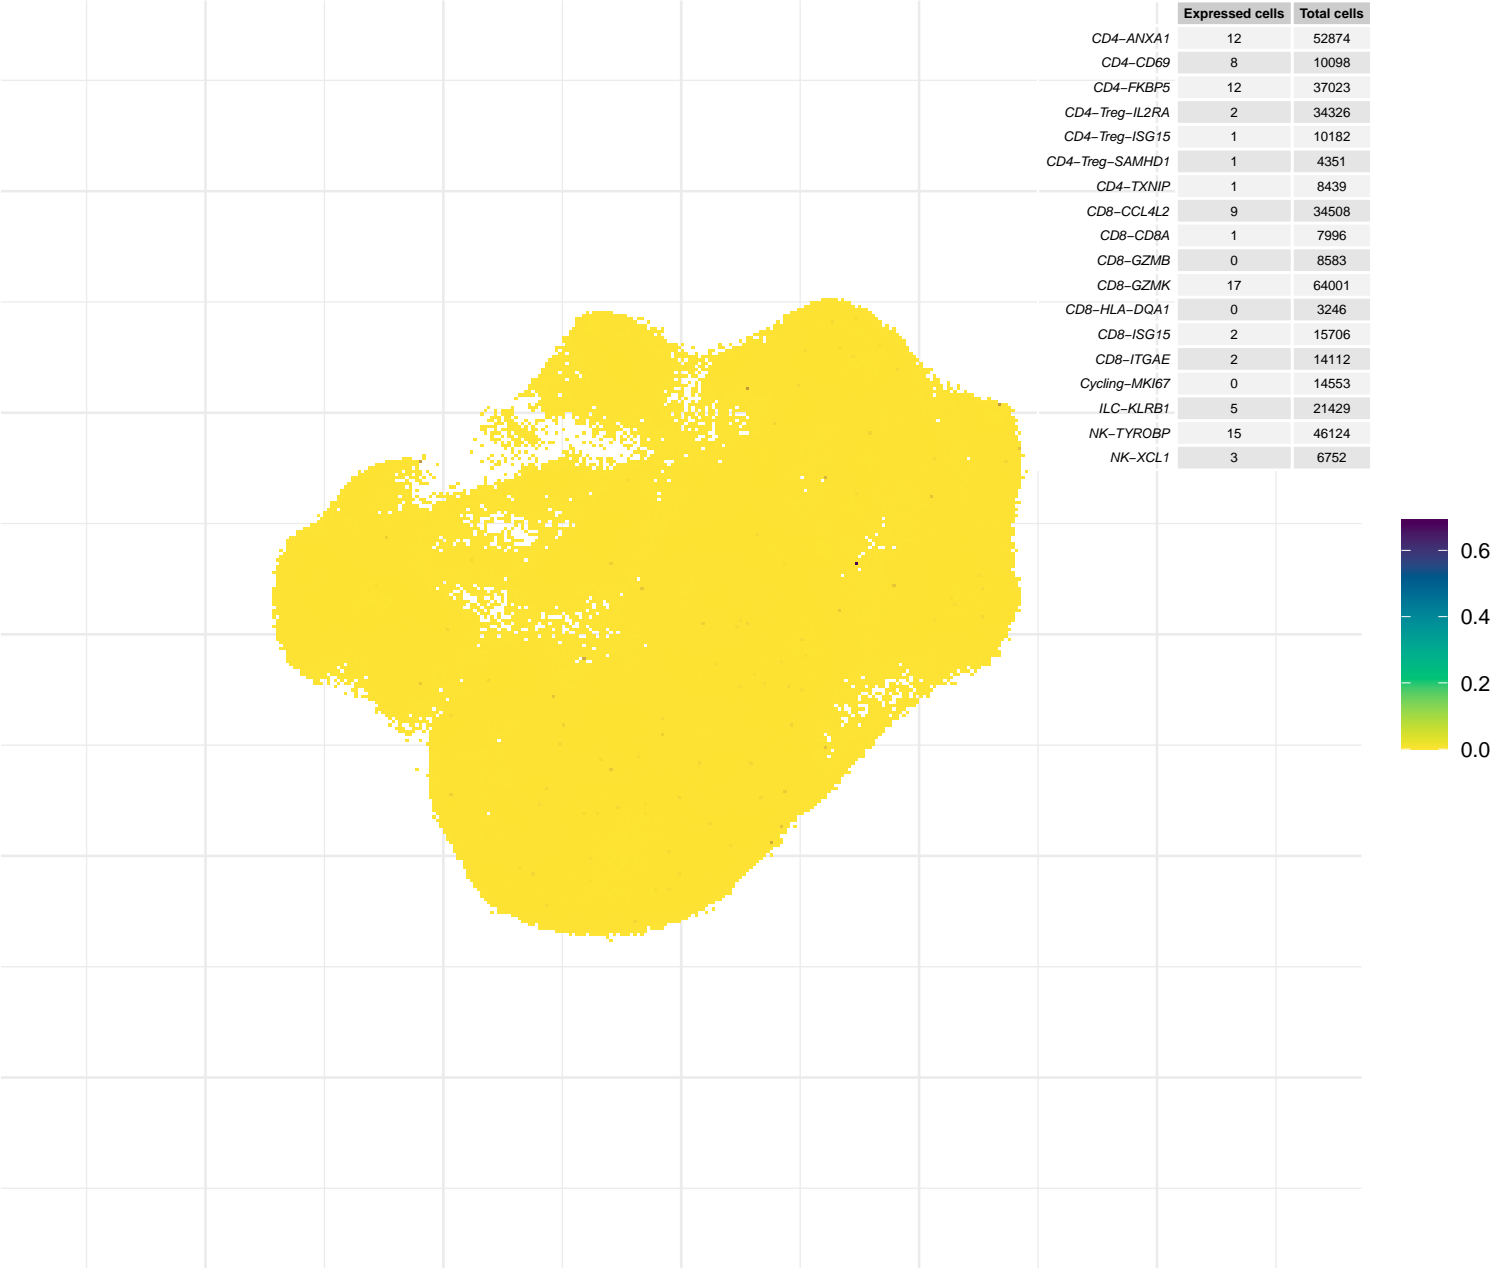 Expressed cells Total cells
CD4−ANXA1 12 52874
CD4−CD69 8 10098
CD4−FKBP5 12 37023
CD4−Treg−IL2RA 2 34326
CD4−Treg−ISG15 1 10182
CD4−Treg−SAMHD1 1 4351
CD4−TXNIP 1 8439
CD8−CCL4L2 9 34508
CD8−CD8A 1 7996
CD8−GZMB 0 8583
CD8−GZMK 17 64001
CD8−HLA−DQA1 0 3246
CD8−ISG15 2 15706
CD8−ITGAE 2 14112
Cycling−MKI67 0 14553
ILC−KLRB1 5 21429
NK−TYROBP 15 46124
NK−XCL1 3 6752
0.6
0.4
0.2
0.0